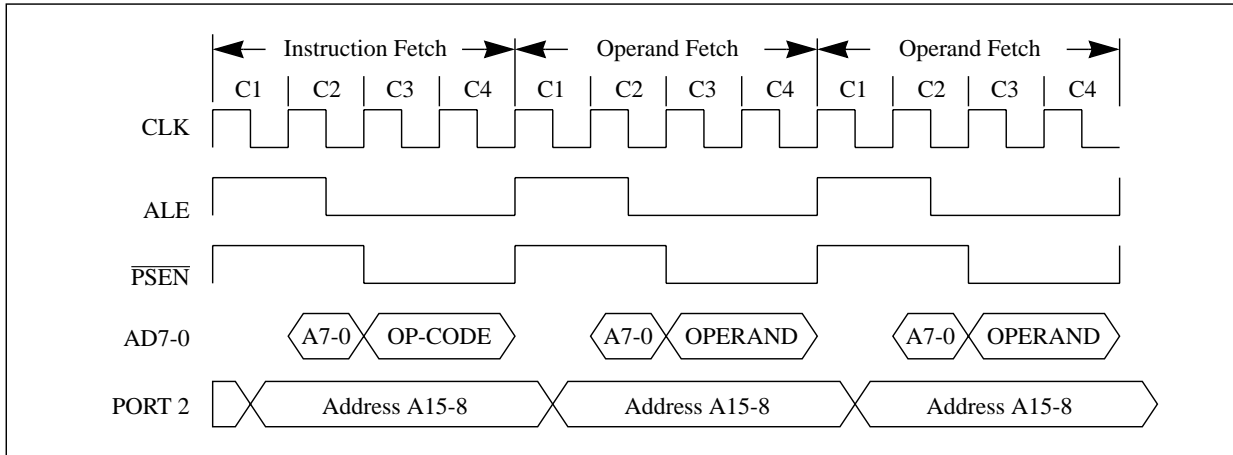 Instruction Fetch Operand Fetch Operand Fetch
C1 C2 C3 C4 C1 C2 C3 C4 C1 C2 C3 C4
CLK
ALE
PSEN
AD7-0 A7-0 OP-CODE A7-0 OPERAND A7-0 OPERAND
PORT 2 Address A15-8 Address A15-8 Address A15-8